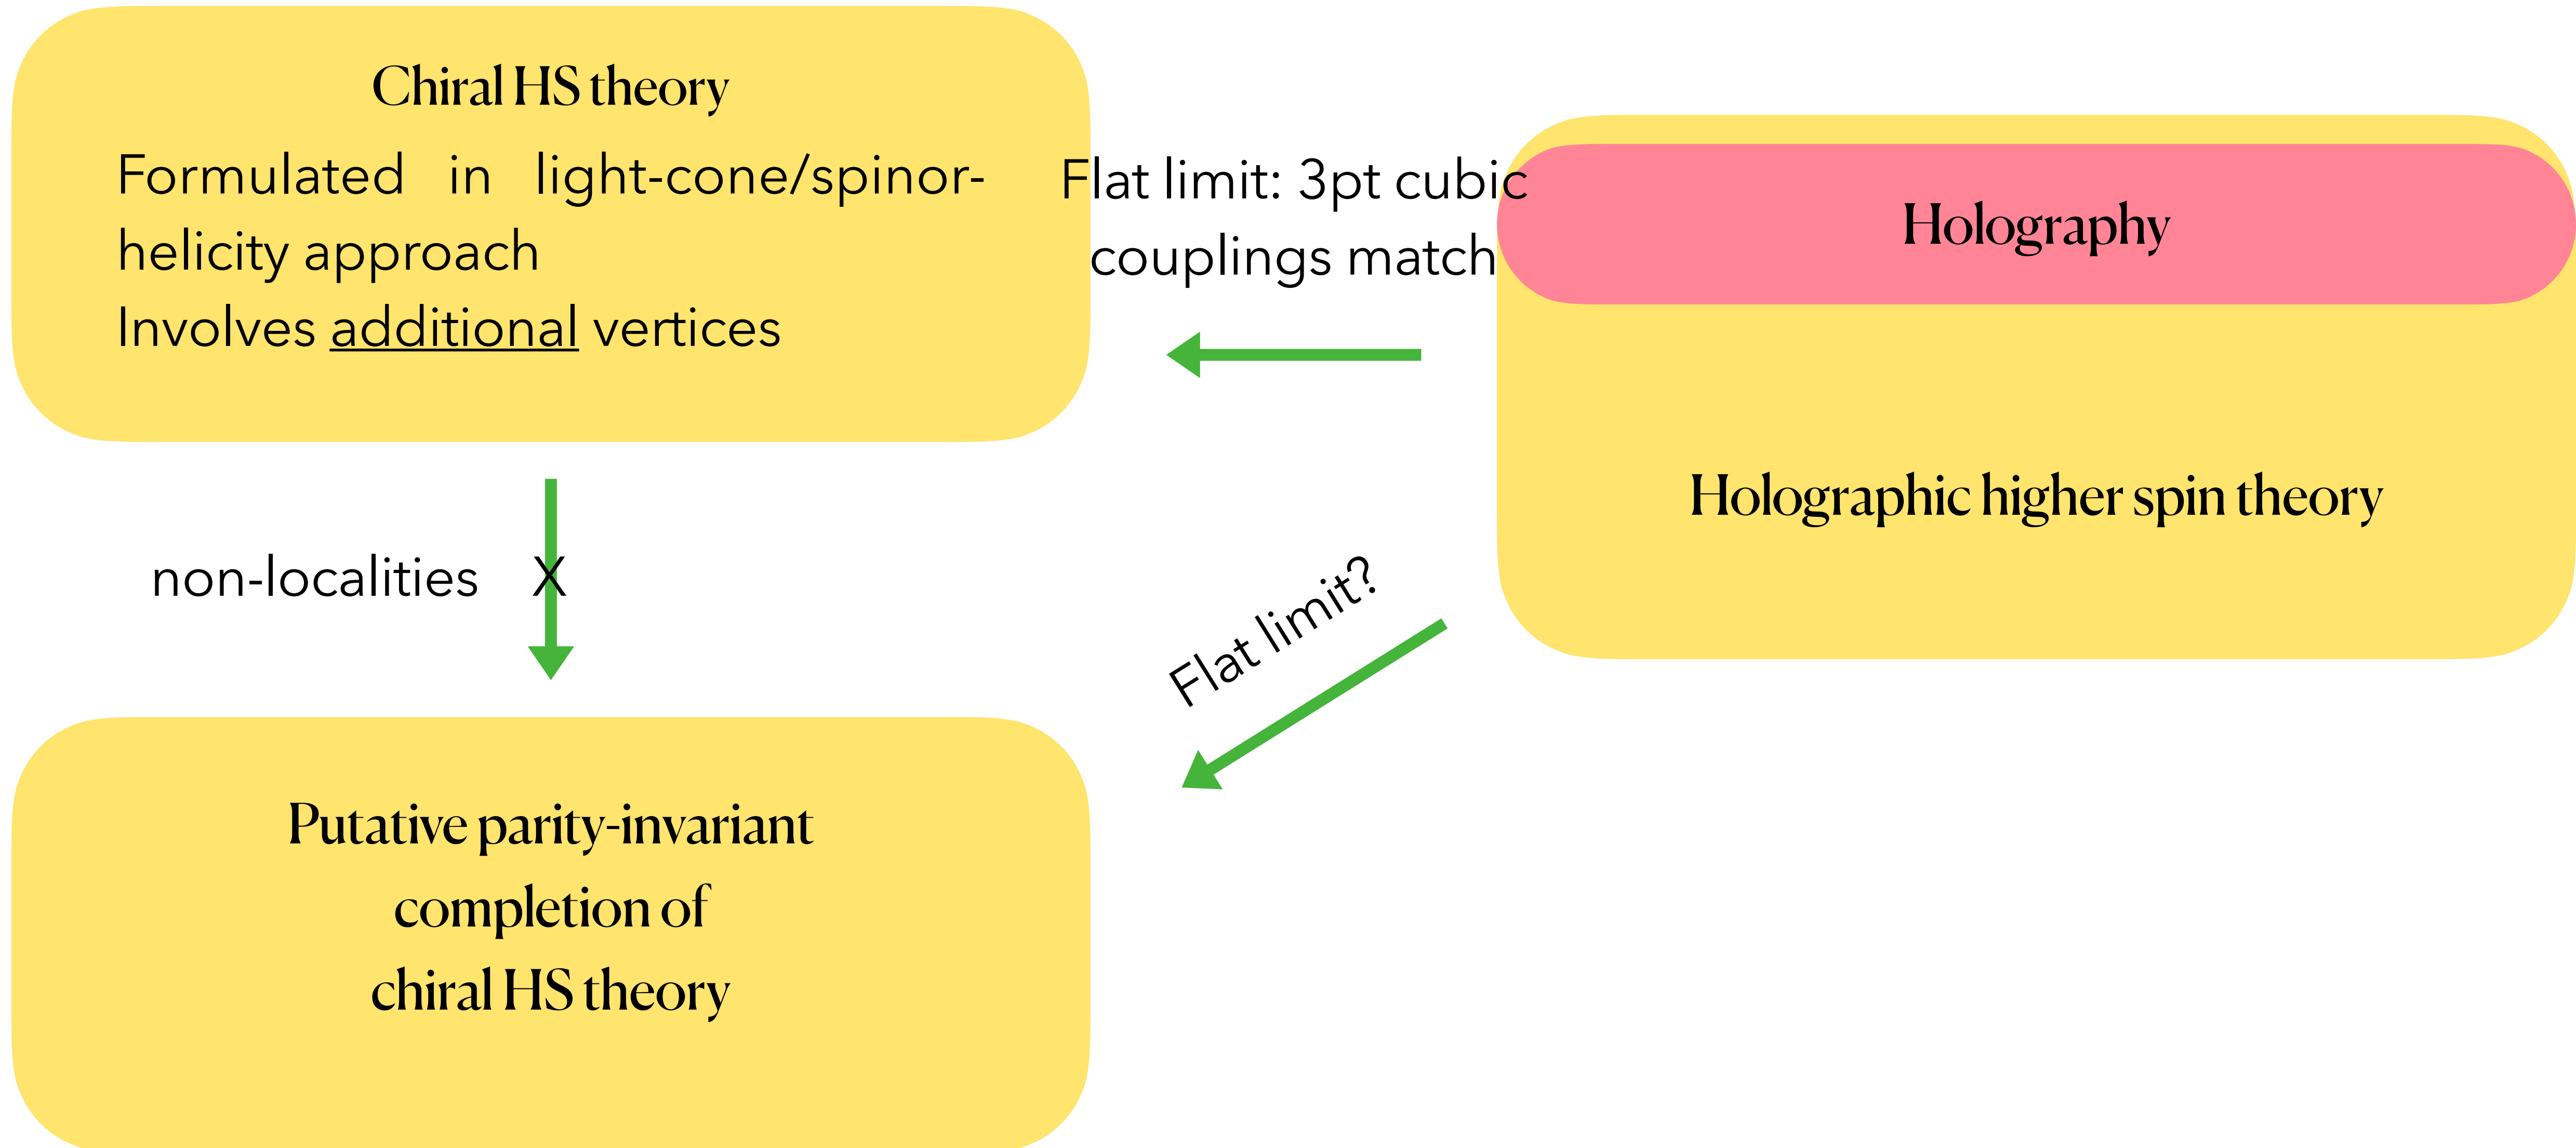 Chiral HS theory
Formulated in light-cone/spinor-
helicity approach
Involves additional vertices
Flat limit: 3pt cubic
couplings match
Holography
Holographic higher spin theory
non-localities X
Flat limit?
Putative parity-invariant
completion of
chiral HS theory